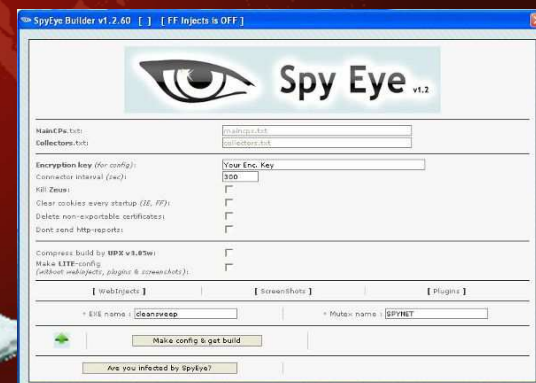 SpyEye Builder v1.2.60 [ ] [ FF Injects is OFF ]
Spy Eye v1.2
MainCPs.txt: maincps.txt
Collectors.txt: collectors.txt
Encryption key (for config): Your Enc. Key
Connector interval (sec): 300
Kill Zeus:
Clear cookies every startup (IE, FF):
Delete non-exportable certificates:
Dont send http-reports:
Compress build by UPX v3.05w:
Make LITE-config
(without webinjects, plugins & screenshots):
[ WebInjects ] [ ScreenShots ] [ Plugins ]
EXE name : cleansweep Mutex name : SPYNET
Make config & get build
Are you infected by SpyEye?